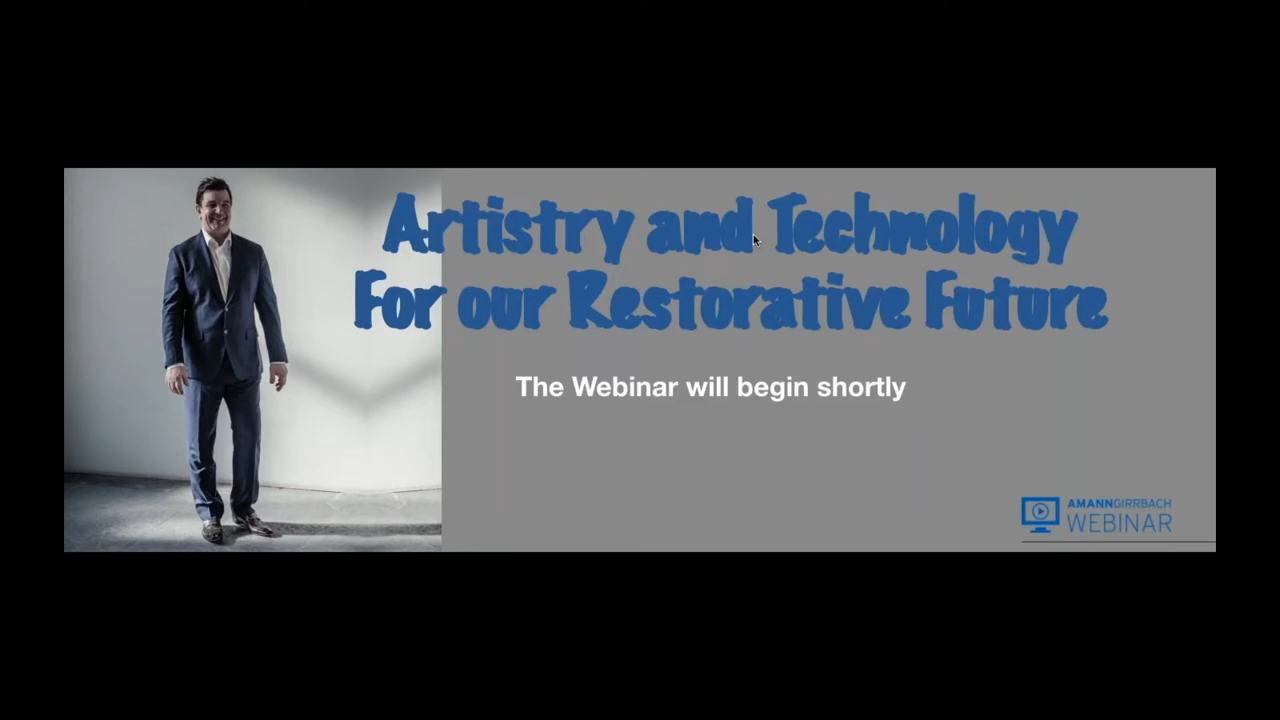 Artistry and Technology
For our Restorative Future
The Webinar will begin shortly
AMANNGIRRBACH
WEBINAR